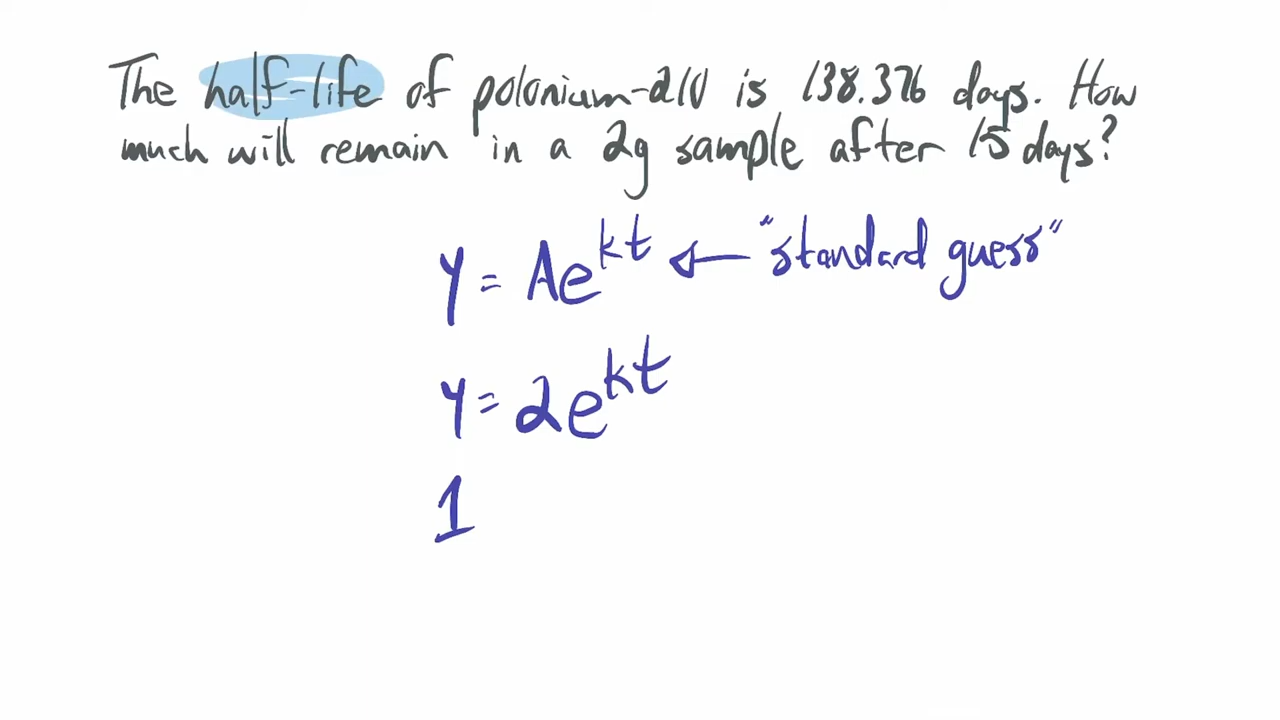 The half-life of polonium-210 is 138.376 days. How
much will remain in a 2g sample after 15 days?
y = Ae^{kt} ← "standard guess"
y = 2e^{kt}
1